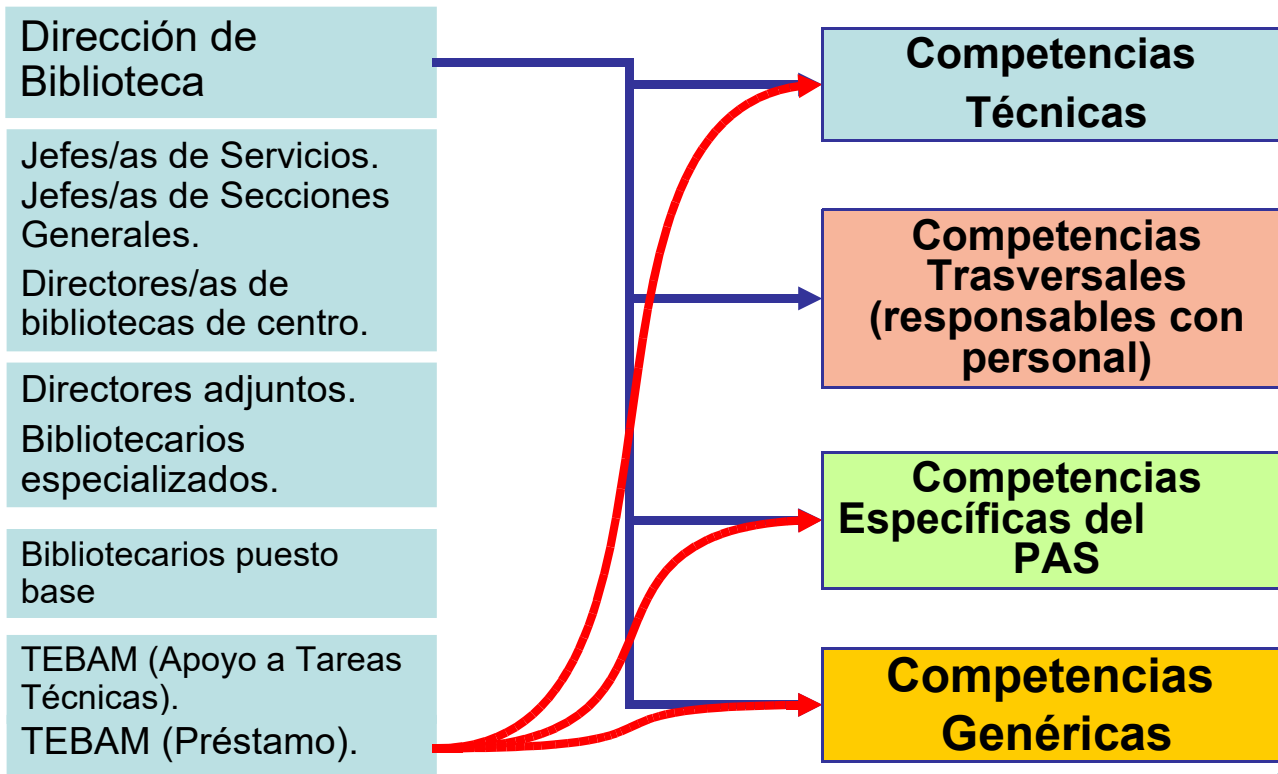 Dirección de
Biblioteca
Jefes/as de Servicios.
Jefes/as de Secciones
Generales.
Directores/as de
bibliotecas de centro.
Directores adjuntos.
Bibliotecarios
especializados.
Bibliotecarios puesto
base
TEBAM (Apoyo a Tareas
Técnicas).
TEBAM (Préstamo).
Competencias
Técnicas
Competencias
Trasversales
(responsables con
personal)
Competencias
Específicas del
PAS
Competencias
Genéricas